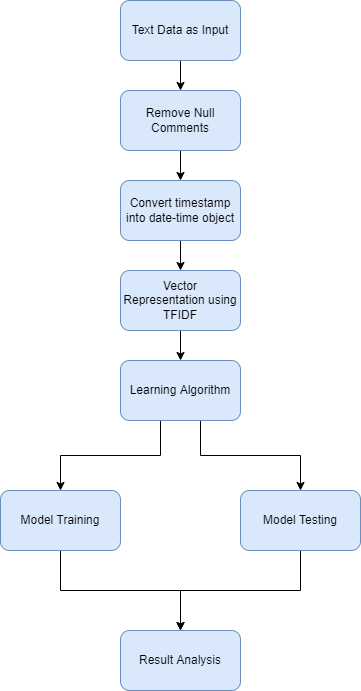 Text Data as Input
Remove Null
Comments
Convert timestamp
into date-time object
Vector
Representation using
TFIDF
Learning Algorithm
Model Training
Model Testing
Result Analysis